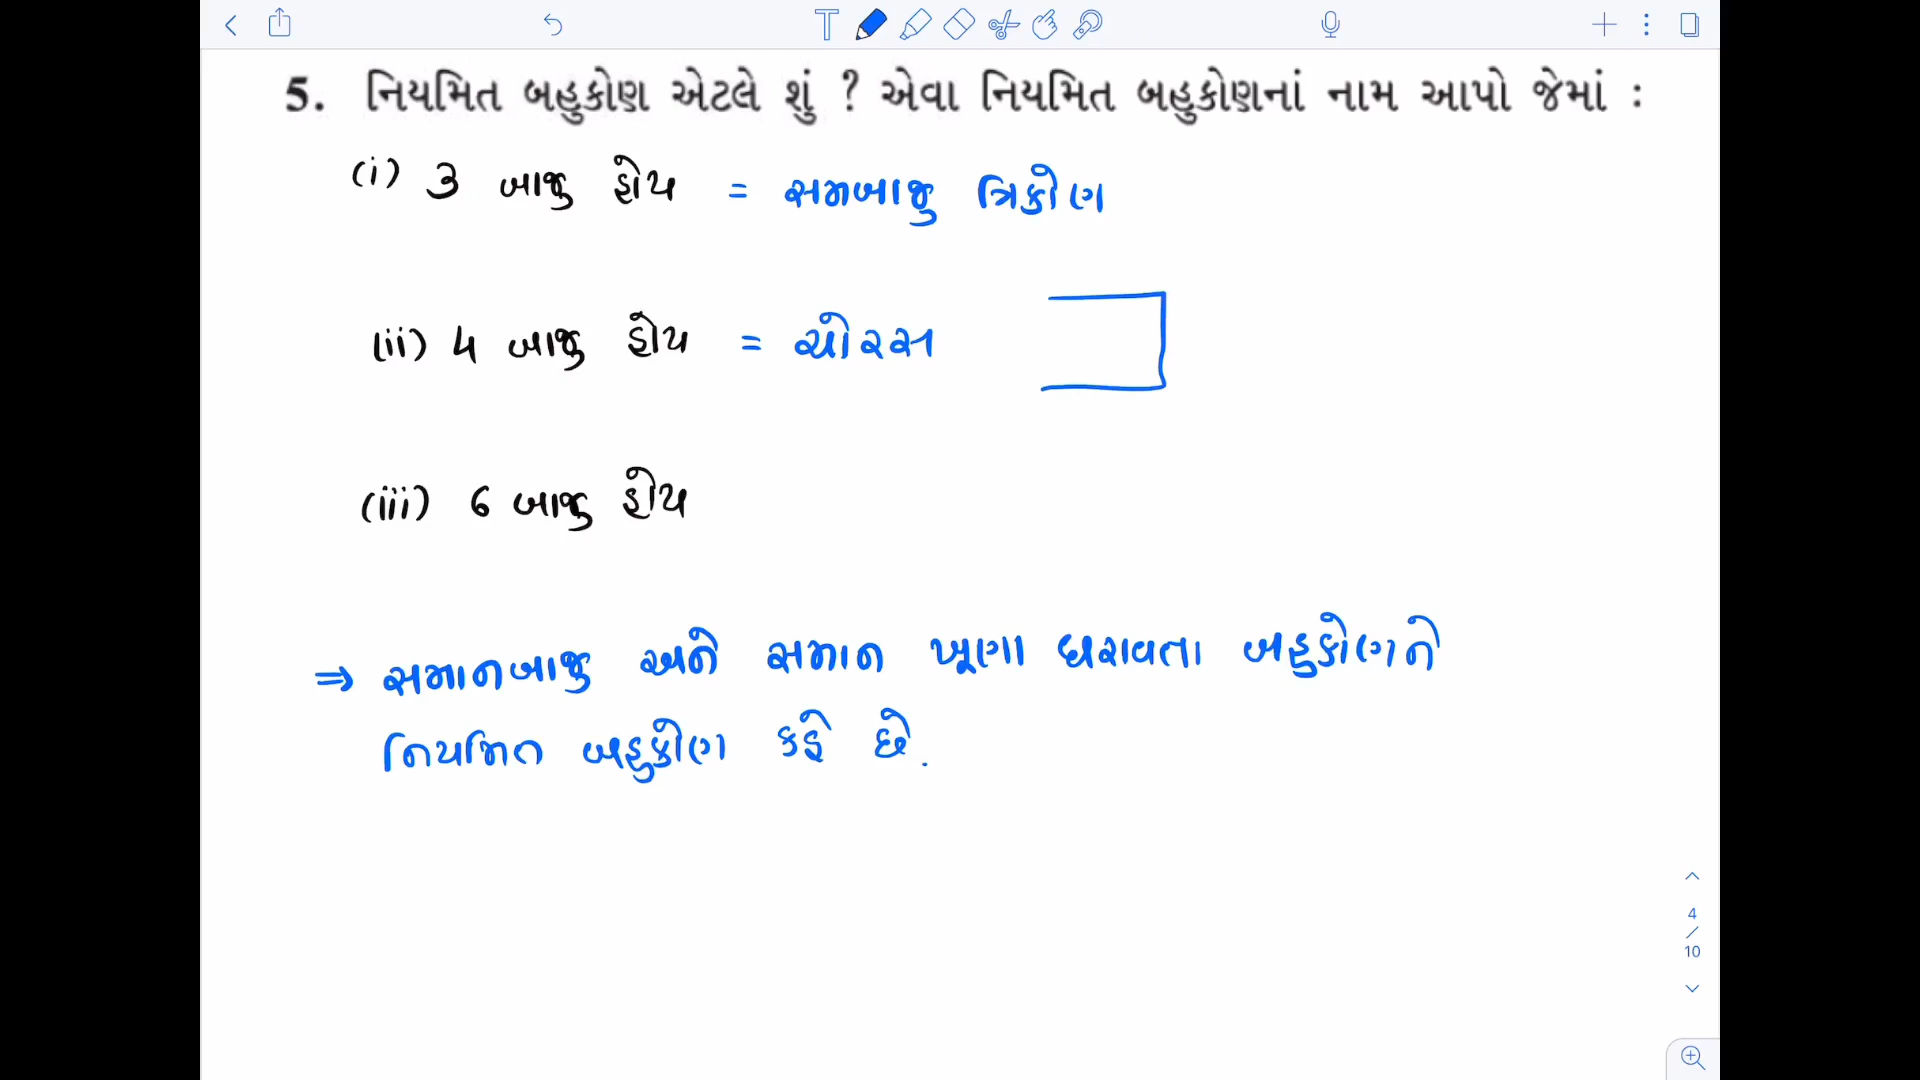 5. નિયમિત બહુકોણ એટલે શું ? એવા નિયમિત બહુકોણનાં નામ આપો જેમાં :
(i) 3 બાજુ હોય = સમબાજુ ત્રિકોણ
(ii) 4 બાજુ હોય = ચોરસ
(iii) 6 બાજુ હોય
⇒ સમાનબાજુ અને સમાન ખૂણા ધરાવતા બહુકોણને
નિયમિત બહુકોણ કહે છે.
4
/
10